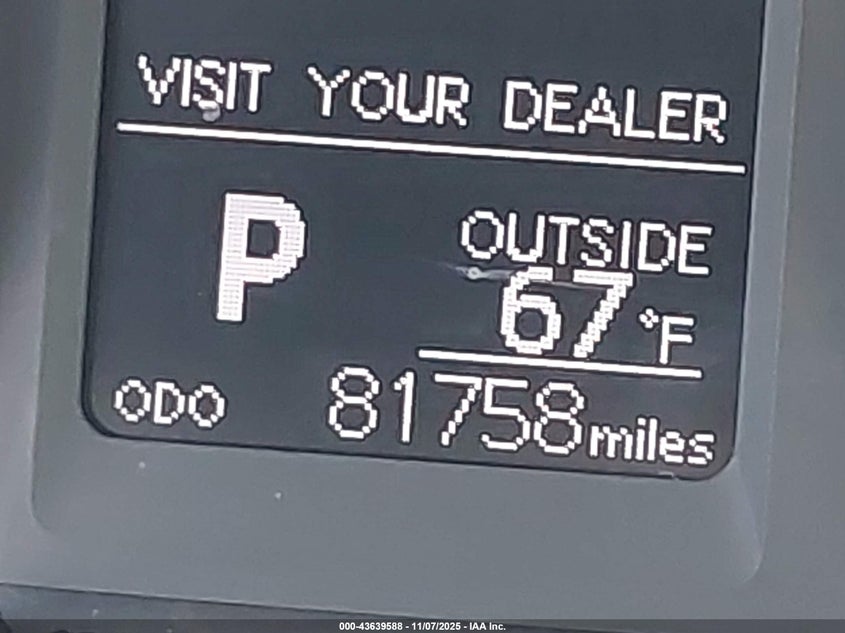 VISIT YOUR DEALER
P
OUTSIDE
67°F
ODO 81758 miles
000-43639588 - 11/07/2025 - IAA Inc.